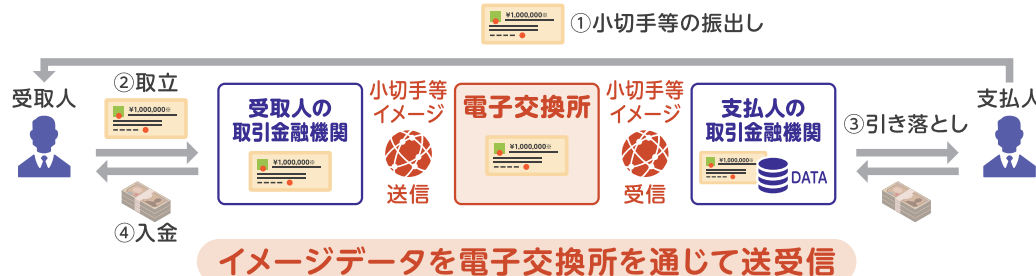 ¥1,000,000※
①小切手等の振出し
受取人
②取立
¥1,000,000※
受取人の
取引金融機関
¥1,000,000※
小切手等
イメージ
送信
電子交換所
¥1,000,000※
小切手等
イメージ
受信
支払人の
取引金融機関
¥1,000,000※
DATA
③引き落とし
支払人
④入金
イメージデータを電子交換所を通じて送受信